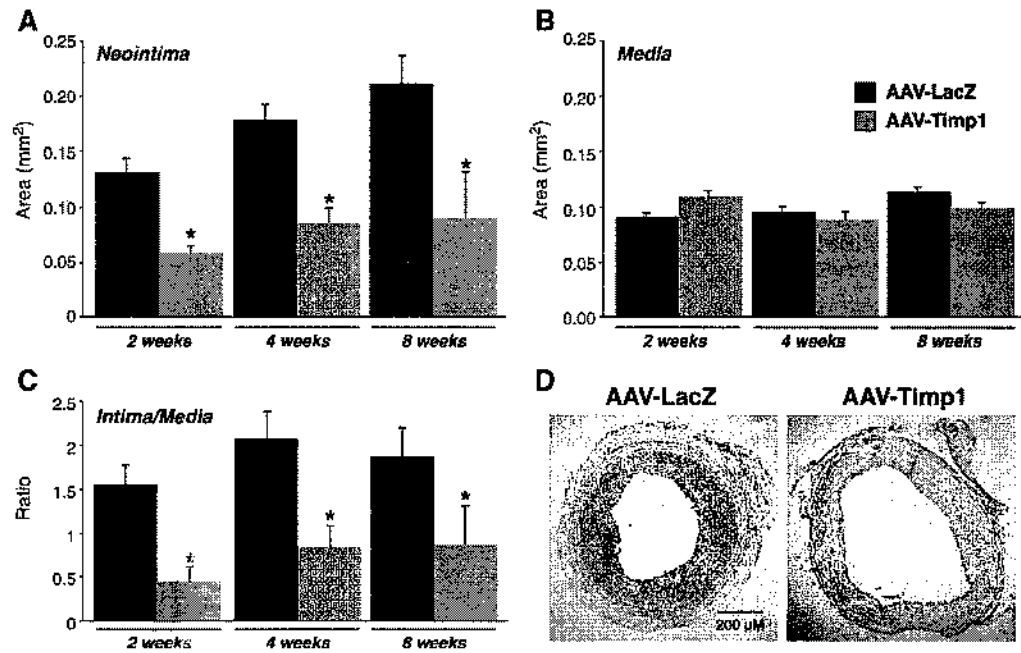 A
Neointima
Area (mm²)
0.25
0.20
0.15
0.10
0.05
0
*
*
*
2 weeks
4 weeks
8 weeks
B
Media
Area (mm²)
0.25
0.20
0.15
0.10
0.05
0.00
AAV-LacZ
AAV-Timp1
2 weeks
4 weeks
8 weeks
C
Intima/Media
Ratio
2.5
2
1.5
1
0.5
0
*
*
*
2 weeks
4 weeks
8 weeks
D
AAV-LacZ
AAV-Timp1
200 µM